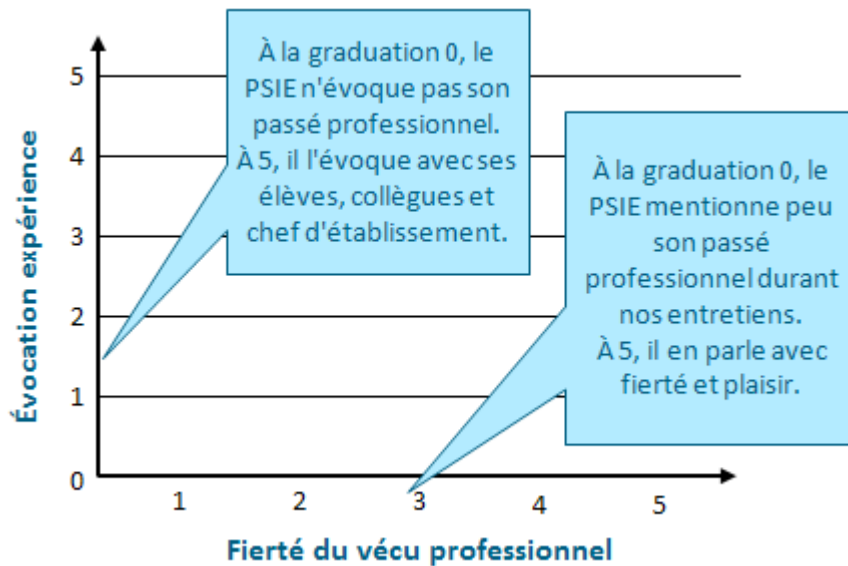 À la graduation 0, le
PSIE n'évoque pas son
passé professionnel.
À 5, il l'évoque avec ses
élèves, collègues et
chef d'établissement.
À la graduation 0, le
PSIE mentionne peu
son passé
professionnel durant
nos entretiens.
À 5, il en parle avec
fierté et plaisir.
Évocation expérience
5
4
3
2
1
0
1
2
3
4
5
Fierté du vécu professionnel